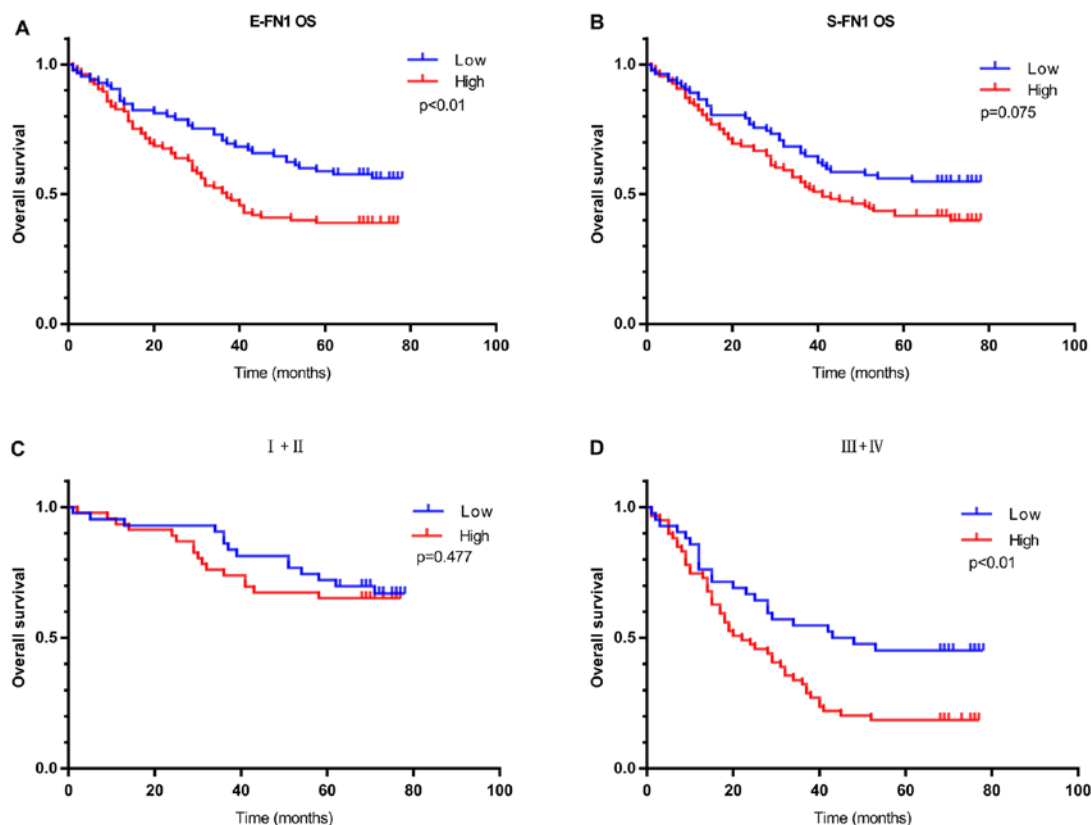 A
E-FN1 OS
Low
High
p<0.01
Overall survival
1.0
0.5
0.0
0 20 40 60 80 100
Time (months)
B
S-FN1 OS
Low
High
p=0.075
Overall survival
1.0
0.5
0.0
0 20 40 60 80 100
Time (months)
C
Ⅰ + Ⅱ
Low
High
p=0.477
Overall survival
1.0
0.5
0.0
0 20 40 60 80 100
Time (months)
D
Ⅲ+Ⅳ
Low
High
p<0.01
Overall survival
1.0
0.5
0.0
0 20 40 60 80 100
Time (months)